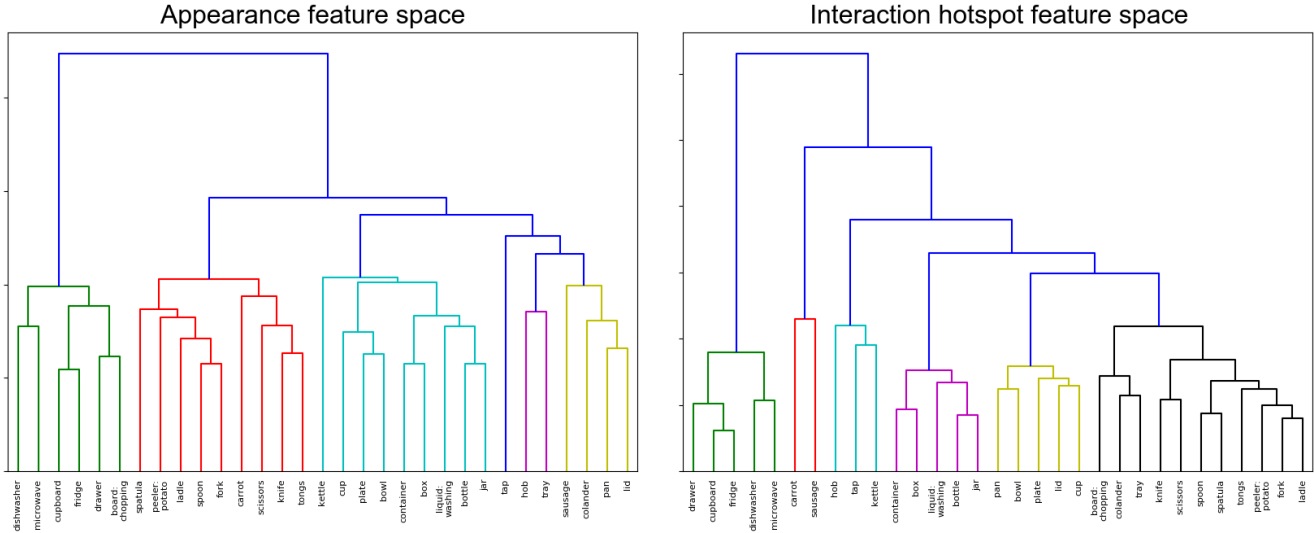 Appearance feature space
dishwasher
microwave
cupboard
fridge
drawer
board:
chopping
spatula
peeler:
potato
ladle
spoon
fork
carrot
scissors
knife
tongs
kettle
cup
plate
bowl
container
box
liquid:
washing
bottle
jar
tap
hob
tray
sausage
colander
pan
lid
Interaction hotspot feature space
drawer
cupboard
fridge
dishwasher
microwave
carrot
sausage
hob
tap
kettle
container
box
liquid:
washing
bottle
jar
pan
bowl
plate
lid
cup
board:
chopping
colander
tray
knife
scissors
spoon
spatula
tongs
peeler:
potato
fork
ladle